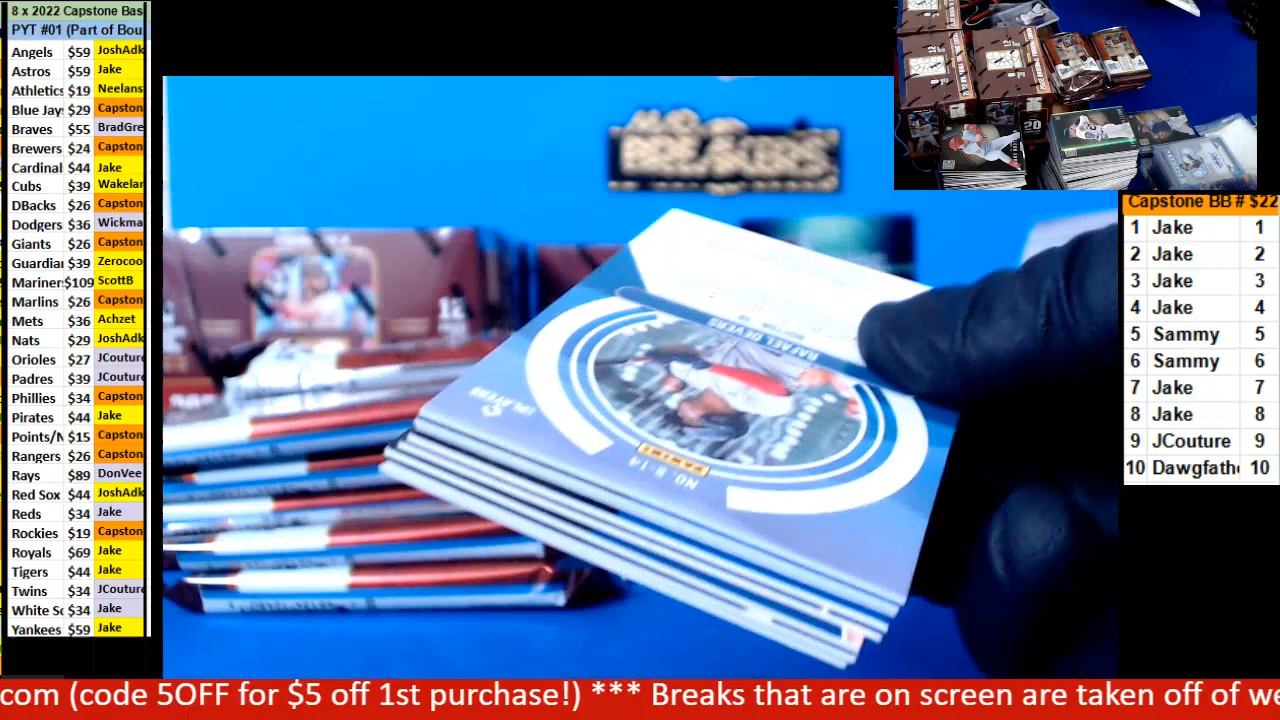 8 x 2022 Capstone Bas
PYT #01 (Part of Bou
Angels $59 JoshAdk
Astros $59 Jake
Athletics $19 Neelans
Blue Jay $29 Capston
Braves $55 BradGre
Brewers $24 Capston
Cardinal $44 Jake
Cubs $39 Wakelan
DBacks $26 Capston
Dodgers $36 Wickma
Giants $26 Capston
Guardian $39 Zerocoo
Mariner $109 ScottB
Marlins $26 Capston
Mets $36 Achzet
Nats $29 JoshAdk
Orioles $27 JCouture
Padres $39 JCouture
Phillies $34 Capston
Pirates $44 Jake
Points/N $15 Capston
Rangers $26 Capston
Rays $89 DonVee
Red Sox $44 JoshAdk
Reds $34 Jake
Rockies $19 Capston
Royals $69 Jake
Tigers $44 Jake
Twins $34 JCouture
White So $34 Jake
Yankees $59 Jake
BREAKERS
12
RAFAEL DEVERS
PANINI
NO. S-14
20
Capstone BB # $22
1 Jake 1
2 Jake 2
3 Jake 3
4 Jake 4
5 Sammy 5
6 Sammy 6
7 Jake 7
8 Jake 8
9 JCouture 9
10 Dawgfath 10
com (code 5OFF for $5 off 1st purchase!) *** Breaks that are on screen are taken off of we